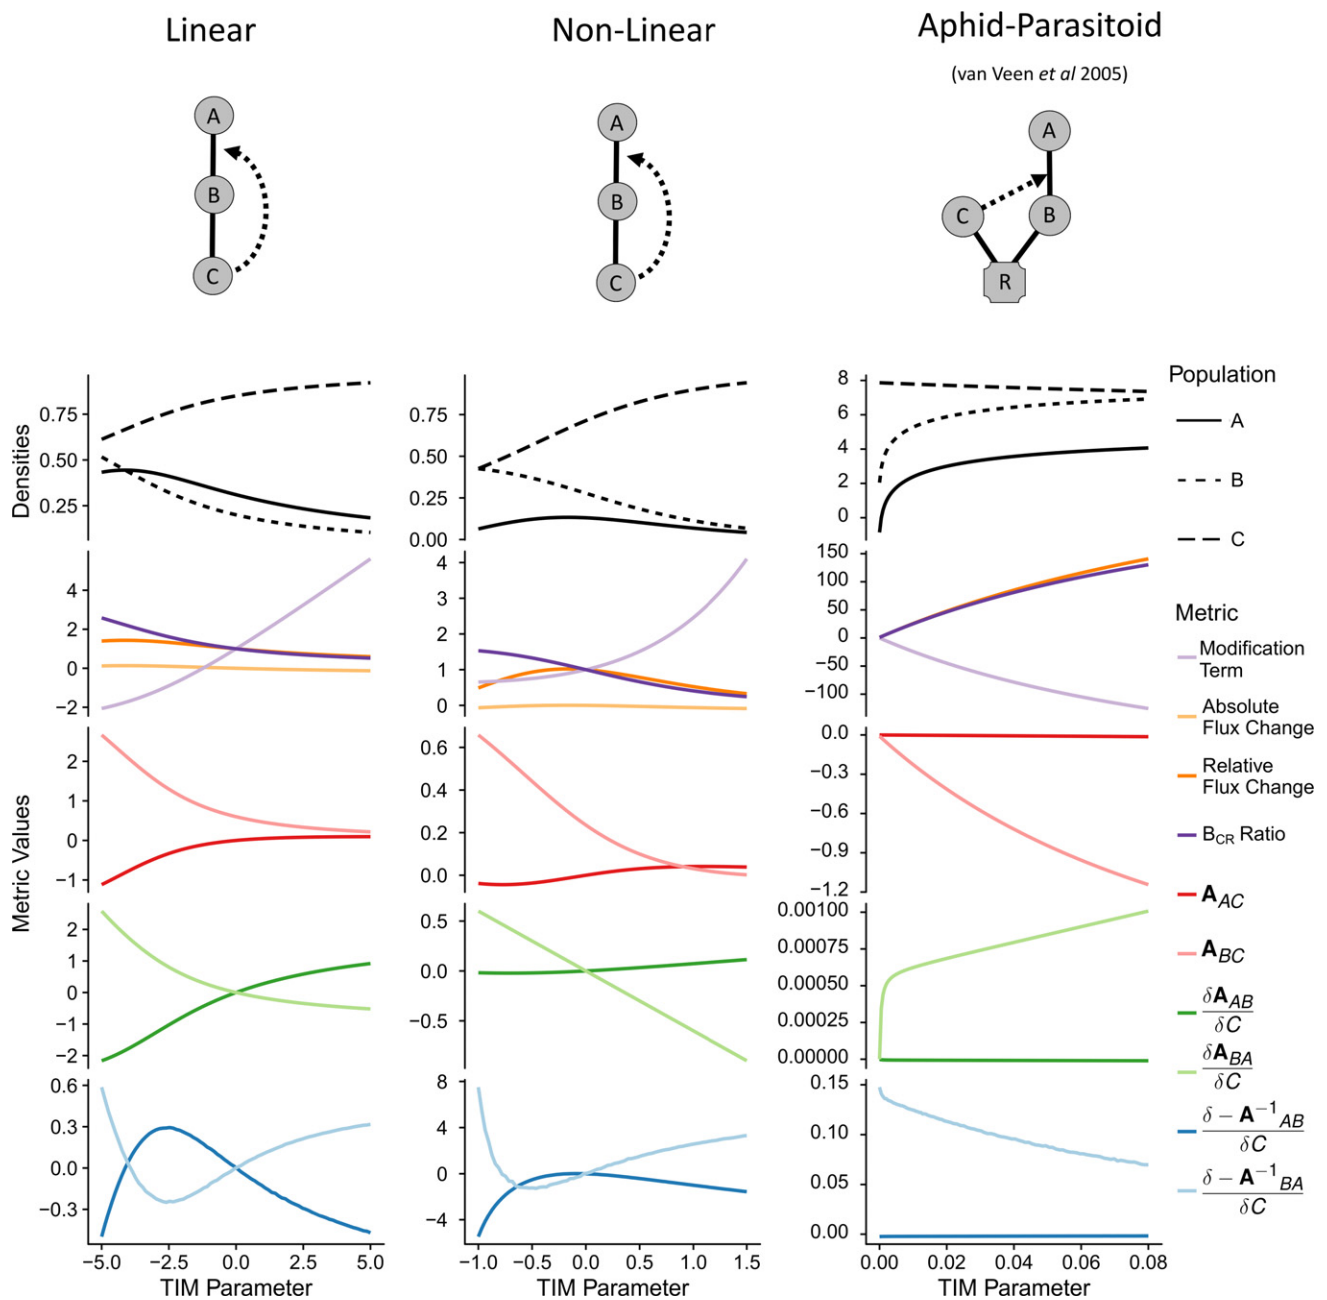 Linear
Non-Linear
Aphid-Parasitoid
(van Veen et al 2005)
A
B
C
A
B
C
A
C
B
R
Densities
0.75
0.50
0.25
0.75
0.50
0.25
0.00
8
6
4
2
0
Population
A
B
C
Metric Values
4
2
0
−2
4
3
2
1
0
150
100
50
0
−50
−100
2
1
0
−1
0.6
0.4
0.2
0.0
0.0
−0.3
−0.6
−0.9
−1.2
2
1
0
−1
−2
0.5
0.0
−0.5
0.00100
0.00075
0.00050
0.00025
0.00000
0.6
0.3
0.0
−0.3
8
4
0
−4
0.15
0.10
0.05
0.00
−5.0 −2.5 0.0 2.5 5.0
TIM Parameter
−1.0 −0.5 0.0 0.5 1.0 1.5
TIM Parameter
0.00 0.02 0.04 0.06 0.08
TIM Parameter
Metric
Modification
Term
Absolute
Flux Change
Relative
Flux Change
B_CR Ratio
A_AC
A_BC
δA_AB
δC
δA_BA
δC
δ − A^−1_AB
δC
δ − A^−1_BA
δC